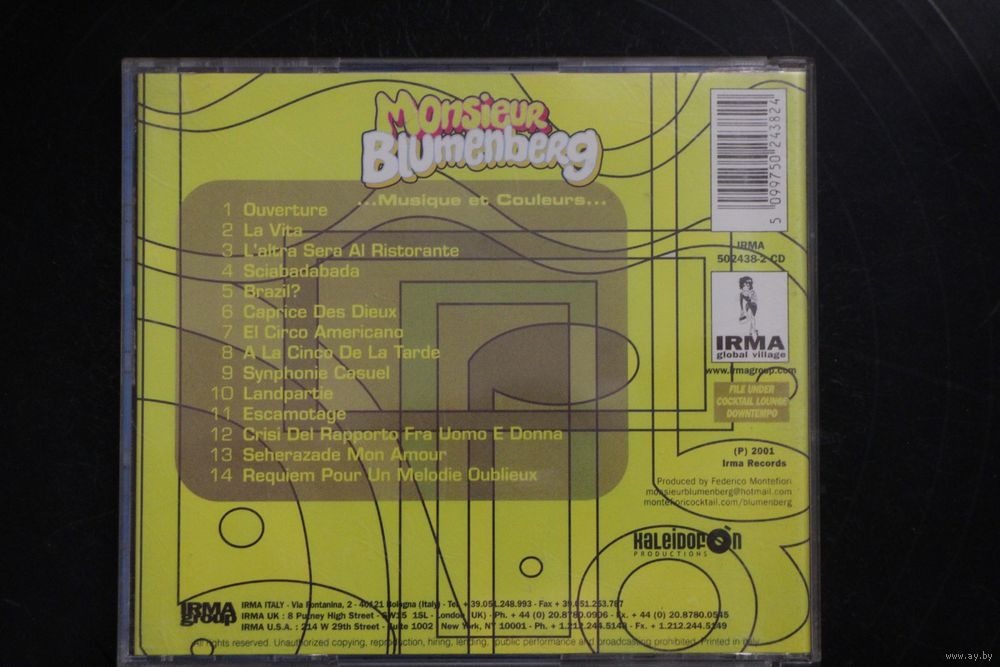 Monsieur
Blumenberg
...Musique et Couleurs...
1 Ouverture
2 La Vita
3 L'altra Sera Al Ristorante
4 Sciabadabada
5 Brazil?
6 Caprice Des Dieux
7 El Circo Americano
8 A La Cinco De La Tarde
9 Synphonie Casuel
10 Landpartie
11 Escamotage
12 Crisi Del Rapporto Fra Uomo E Donna
13 Seherazade Mon Amour
14 Requiem Pour Un Melodie Oublieux
5 099750 243824
IRMA
502438-2 CD
IRMA
global village
www.irmagroup.com
FILE UNDER
COCKTAIL LOUNGE
DOWNTEMPO
(P) 2001
Irma Records
Produced by Federico Montefiori
monsieurblumenberg@hotmail.com
montefioricocktail.com/blumenberg
KALEIDOFON
PRODUCTIONS
IRMA
group
IRMA ITALY - Via Fontanina, 2 - 40121 Bologna (Italy) - Tel. + 39.051.248.993 - Fax + 39.051.253.787
IRMA UK : 8 Putney High Street - SW15 1SL - London (UK) - Ph. + 44 (0) 20.8780.0906 - Fx. + 44 (0) 20.8780.0545
IRMA U.S.A. : 214 W 29th Street - Suite 1002 - New York, NY 10001 - Ph. + 1.212.244.5148 - Fx. + 1.212.244.5149
All rights reserved. Unauthorized copying, reproduction, hiring, lending, public performance and broadcasting prohibited. Printed in Italy
www.ay.by